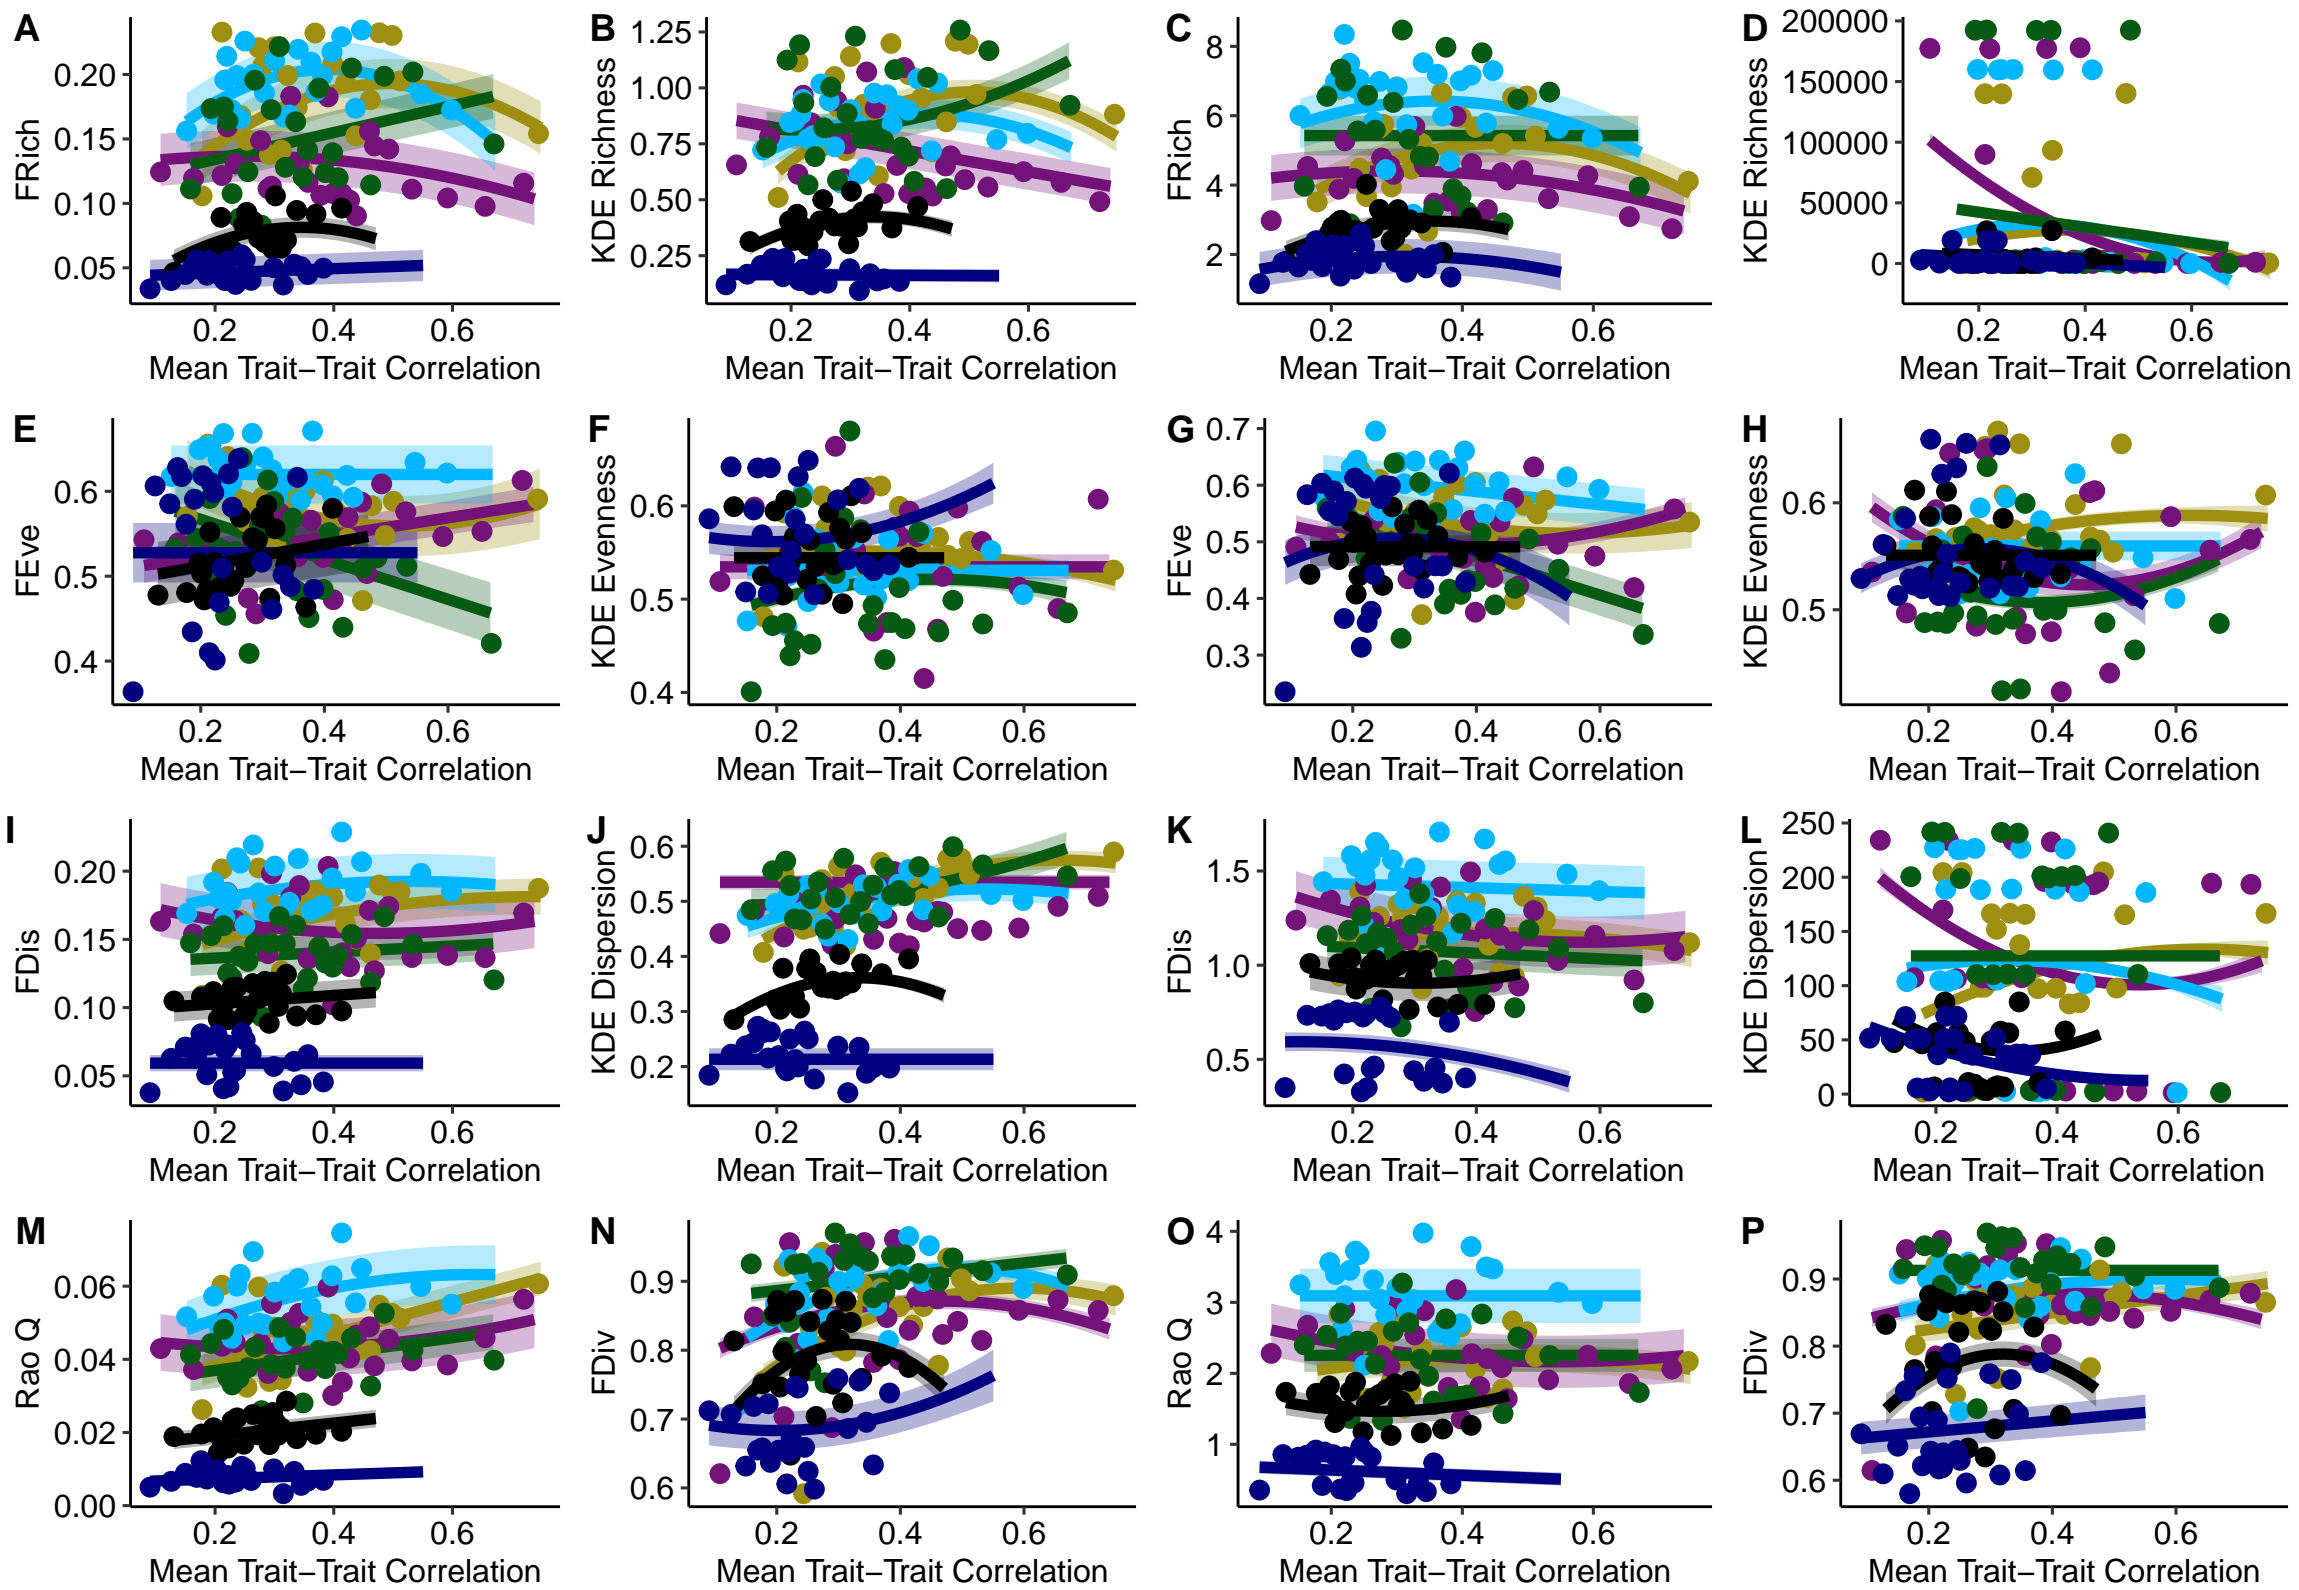 A
FRich
0.20
0.15
0.10
0.05
0.2 0.4 0.6
Mean Trait−Trait Correlation
B
KDE Richness
1.25
1.00
0.75
0.50
0.25
0.2 0.4 0.6
Mean Trait−Trait Correlation
C
FRich
8
6
4
2
0.2 0.4 0.6
Mean Trait−Trait Correlation
D
KDE Richness
200000
150000
100000
50000
0
0.2 0.4 0.6
Mean Trait−Trait Correlation
E
FEve
0.6
0.5
0.4
0.2 0.4 0.6
Mean Trait−Trait Correlation
F
KDE Evenness
0.6
0.5
0.4
0.2 0.4 0.6
Mean Trait−Trait Correlation
G
FEve
0.7
0.6
0.5
0.4
0.3
0.2 0.4 0.6
Mean Trait−Trait Correlation
H
KDE Evenness
0.6
0.5
0.2 0.4 0.6
Mean Trait−Trait Correlation
I
FDis
0.20
0.15
0.10
0.05
0.2 0.4 0.6
Mean Trait−Trait Correlation
J
KDE Dispersion
0.6
0.5
0.4
0.3
0.2
0.2 0.4 0.6
Mean Trait−Trait Correlation
K
FDis
1.5
1.0
0.5
0.2 0.4 0.6
Mean Trait−Trait Correlation
L
KDE Dispersion
250
200
150
100
50
0
0.2 0.4 0.6
Mean Trait−Trait Correlation
M
Rao Q
0.06
0.04
0.02
0.00
0.2 0.4 0.6
Mean Trait−Trait Correlation
N
FDiv
0.9
0.8
0.7
0.6
0.2 0.4 0.6
Mean Trait−Trait Correlation
O
Rao Q
4
3
2
1
0.2 0.4 0.6
Mean Trait−Trait Correlation
P
FDiv
0.9
0.8
0.7
0.6
0.2 0.4 0.6
Mean Trait−Trait Correlation